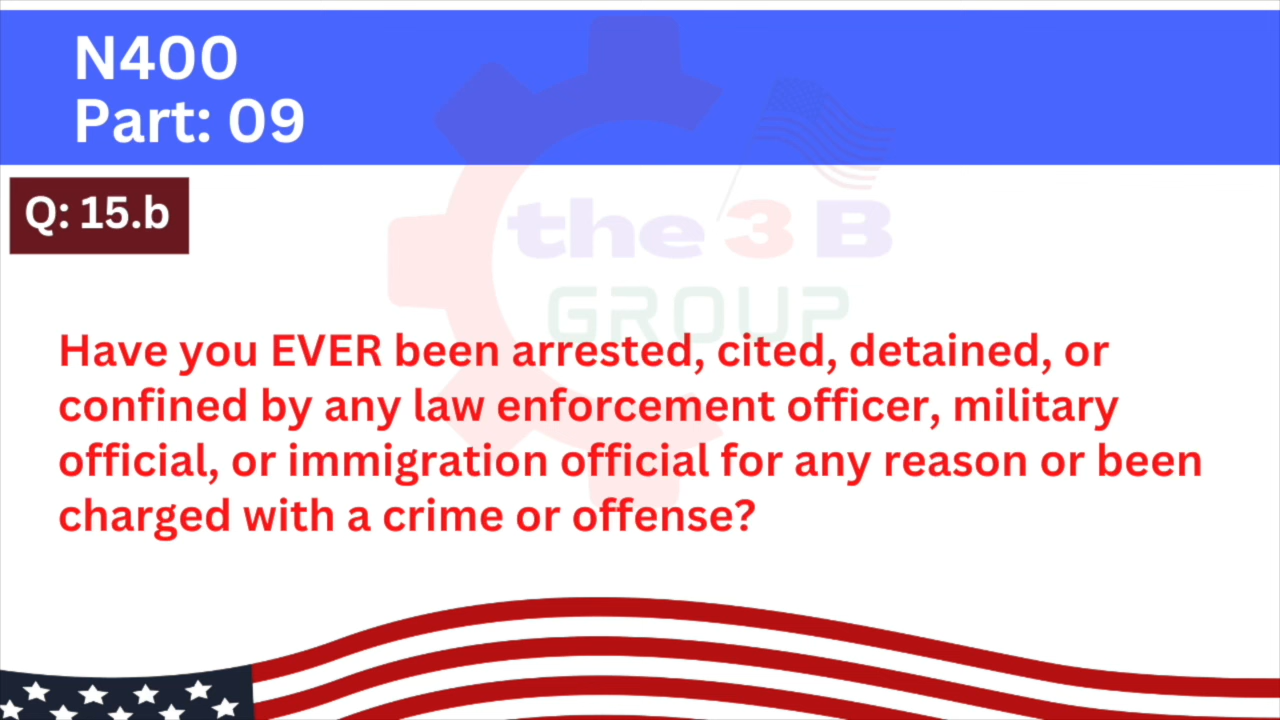 N400
Part: 09
Q: 15.b
the 3 B
GROUP
Have you EVER been arrested, cited, detained, or
confined by any law enforcement officer, military
official, or immigration official for any reason or been
charged with a crime or offense?